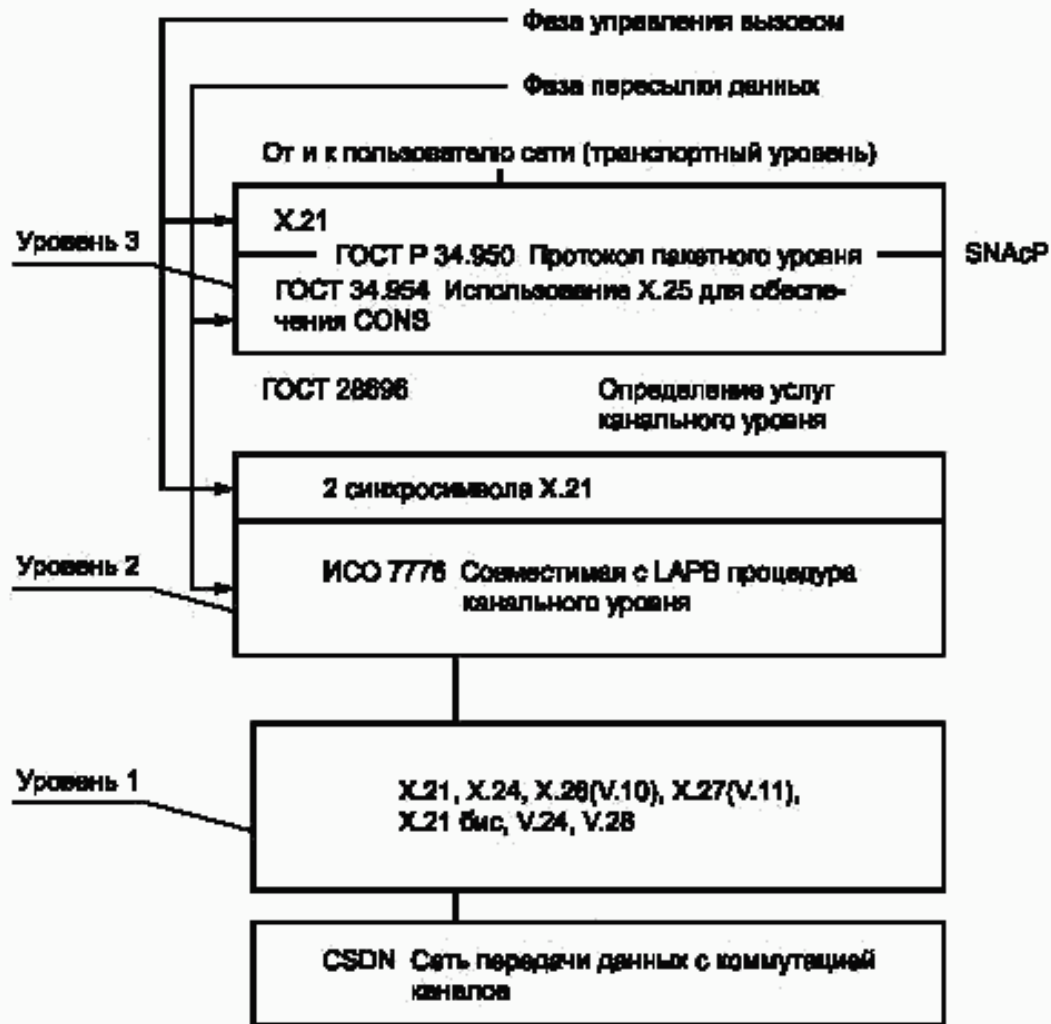 Фаза управления вызовом
Фаза пересылки данных
От и к пользователю сети (транспортный уровень)
X.21
Уровень 3
ГОСТ Р 34.950 Протокол пакетного уровня
SNAcP
ГОСТ 34.954 Использование X.25 для обеспе-
чения CONS
ГОСТ 28696
Определение услуг
канального уровня
2 синхросимвола X.21
Уровень 2
ИСО 7776 Совместимая с LAPB процедура
канального уровня
Уровень 1
X.21, X.24, X.26(V.10), X.27(V.11),
X.21 бис, V.24, V.28
CSDN Сеть передачи данных с коммутацией
каналов